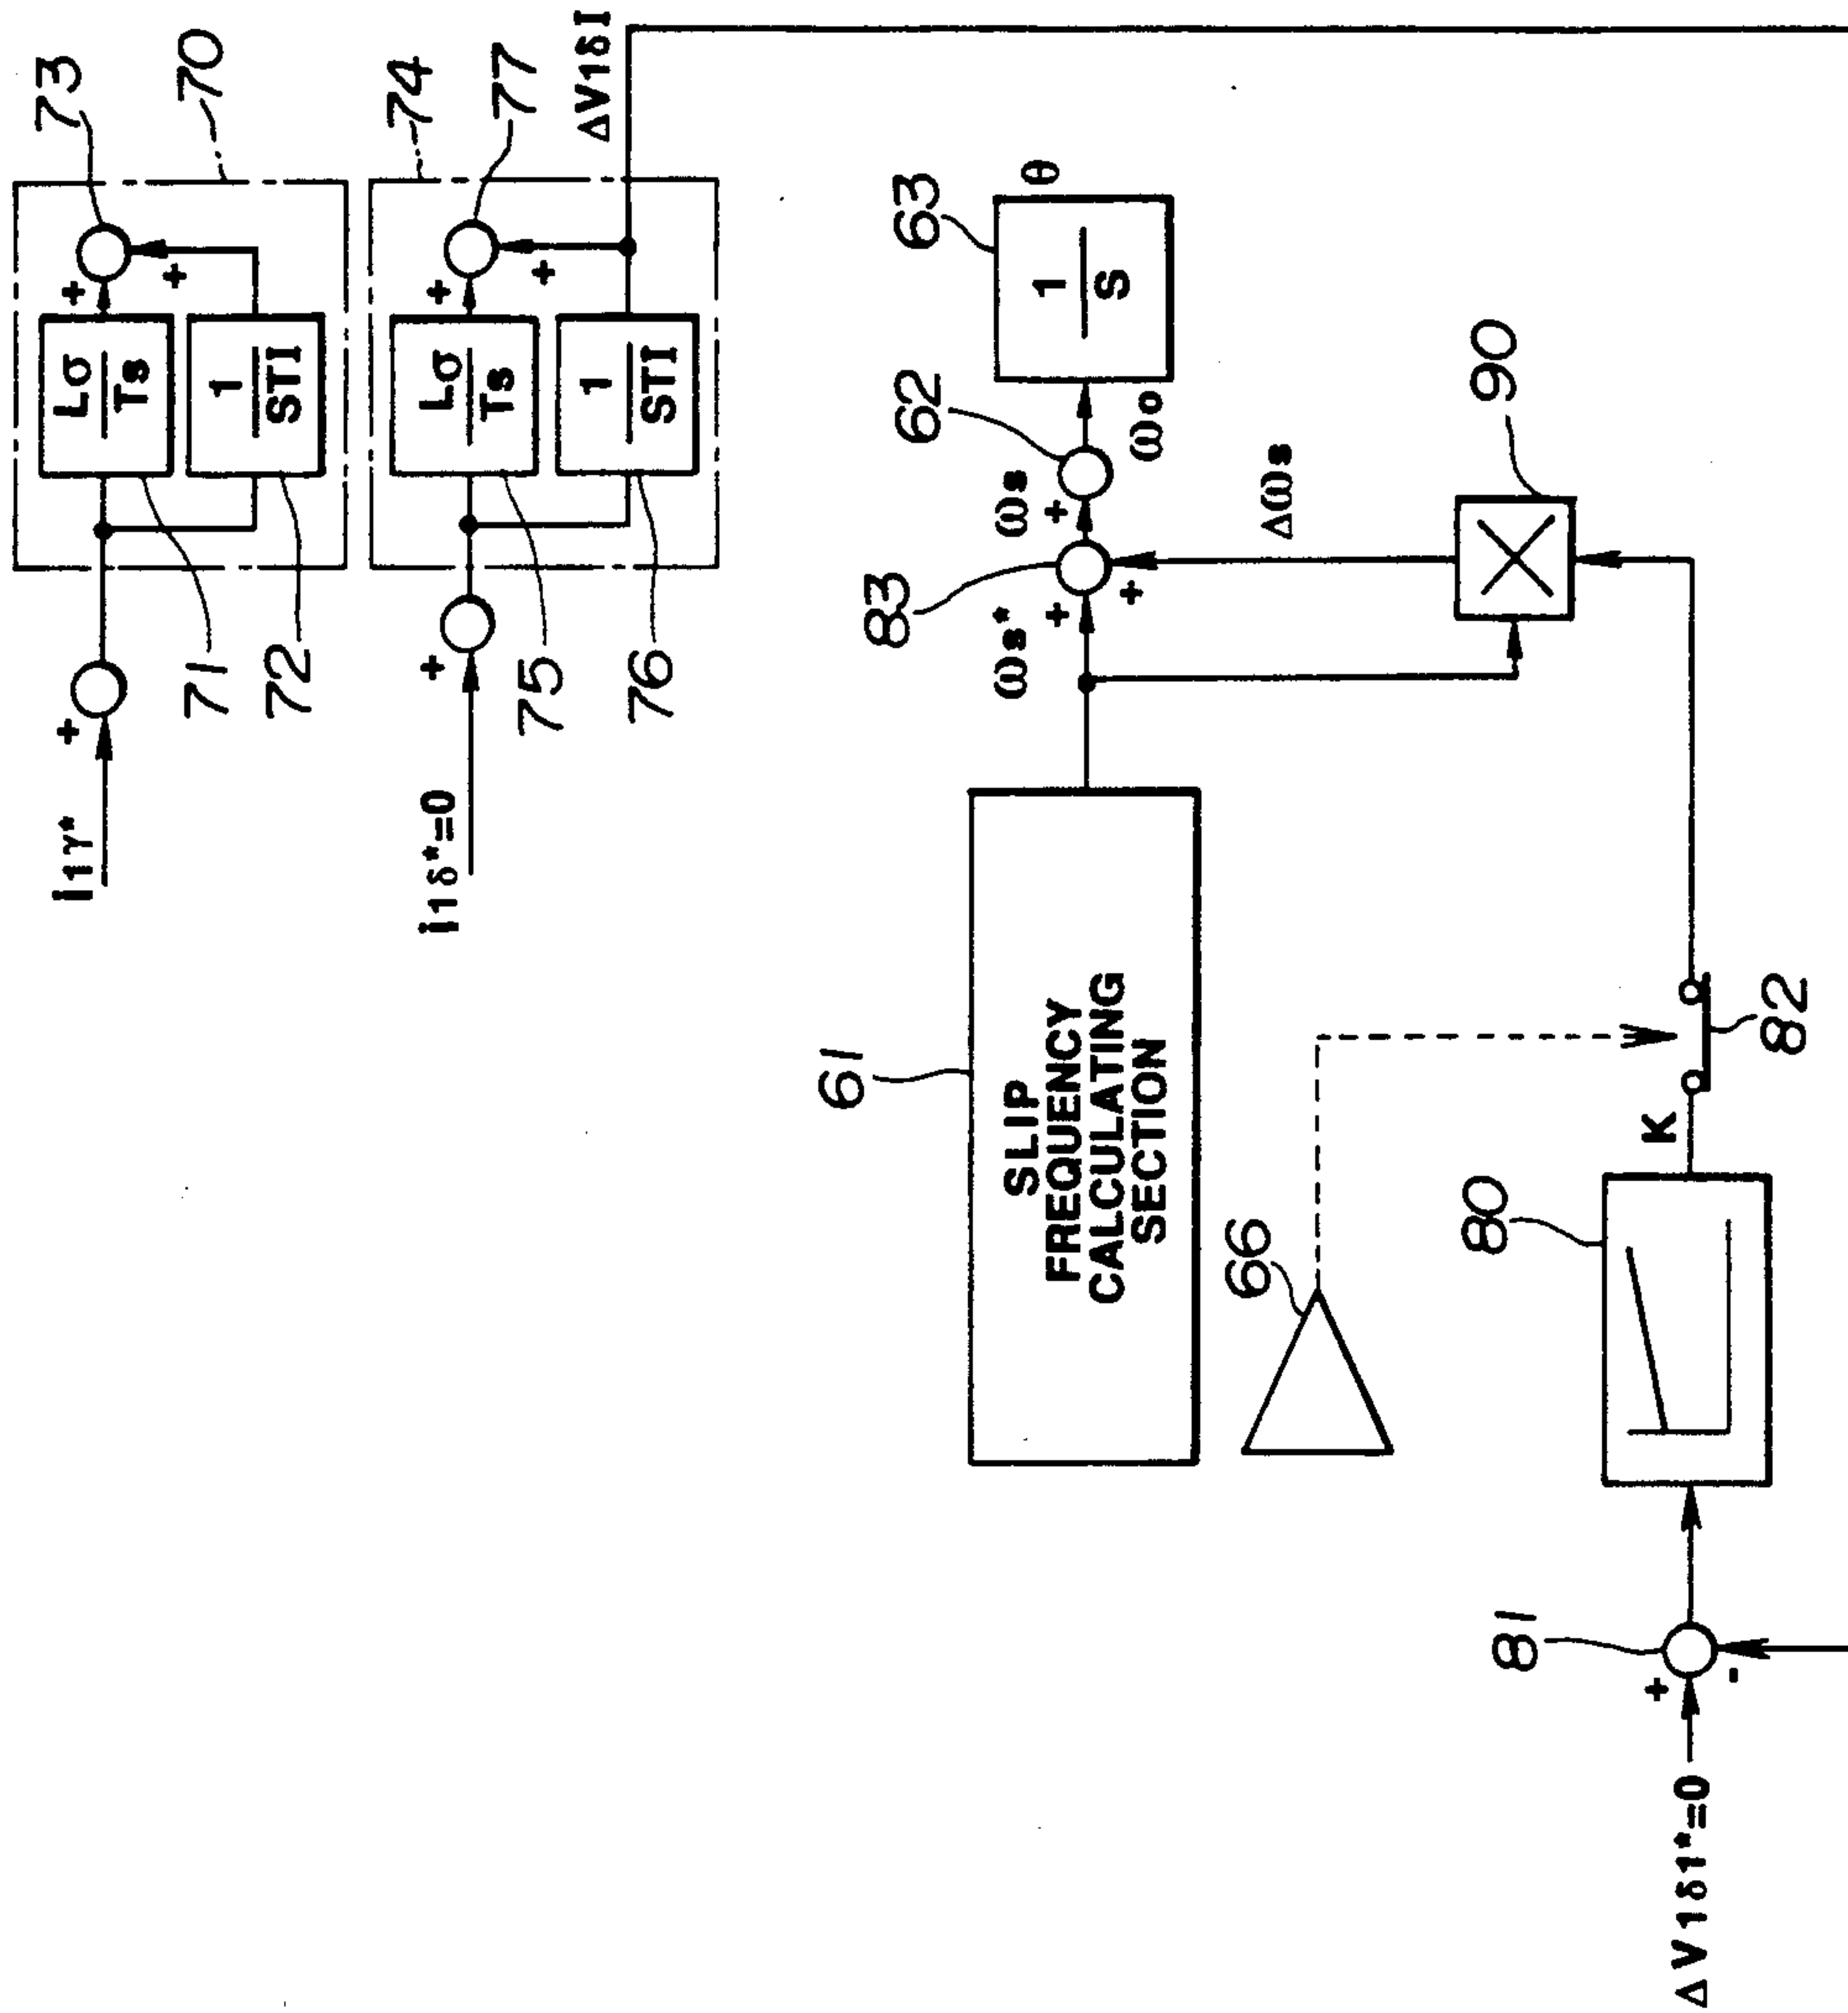 i1γ*
+
71
72
Lσ
Ts
1
STI
+
+
73
70
i1δ*=0
+
75
76
Lσ
Ts
1
STI
+
+
74
77
ΔV1δI
61
SLIP
FREQUENCY
CALCULATING
SECTION
ωs*
83
+
+
ωs
+
62
ωo
63
1
S
θ
Δωs
90
66
ΔV1δ1*=0
+
-
81
80
K
82